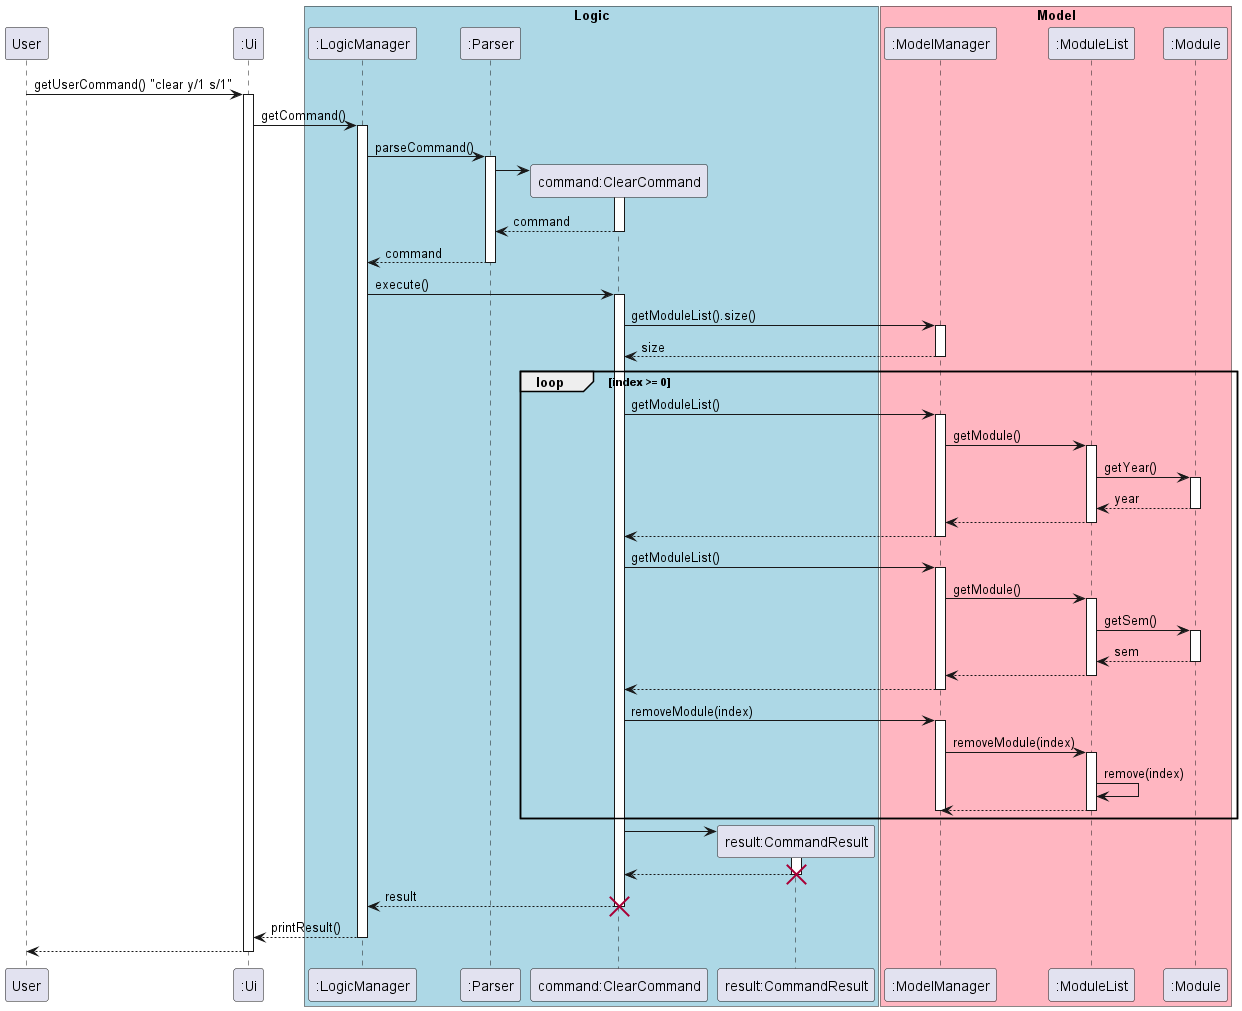 Logic
Model
User
:Ui
:LogicManager
:Parser
:ModelManager
:ModuleList
:Module
getUserCommand() "clear y/1 s/1"
getCommand()
parseCommand()
command:ClearCommand
command
command
execute()
getModuleList().size()
size
loop
[index >= 0]
getModuleList()
getModule()
getYear()
year
getModuleList()
getModule()
getSem()
sem
removeModule(index)
removeModule(index)
remove(index)
result:CommandResult
result
printResult()
User
:Ui
:LogicManager
:Parser
command:ClearCommand
result:CommandResult
:ModelManager
:ModuleList
:Module